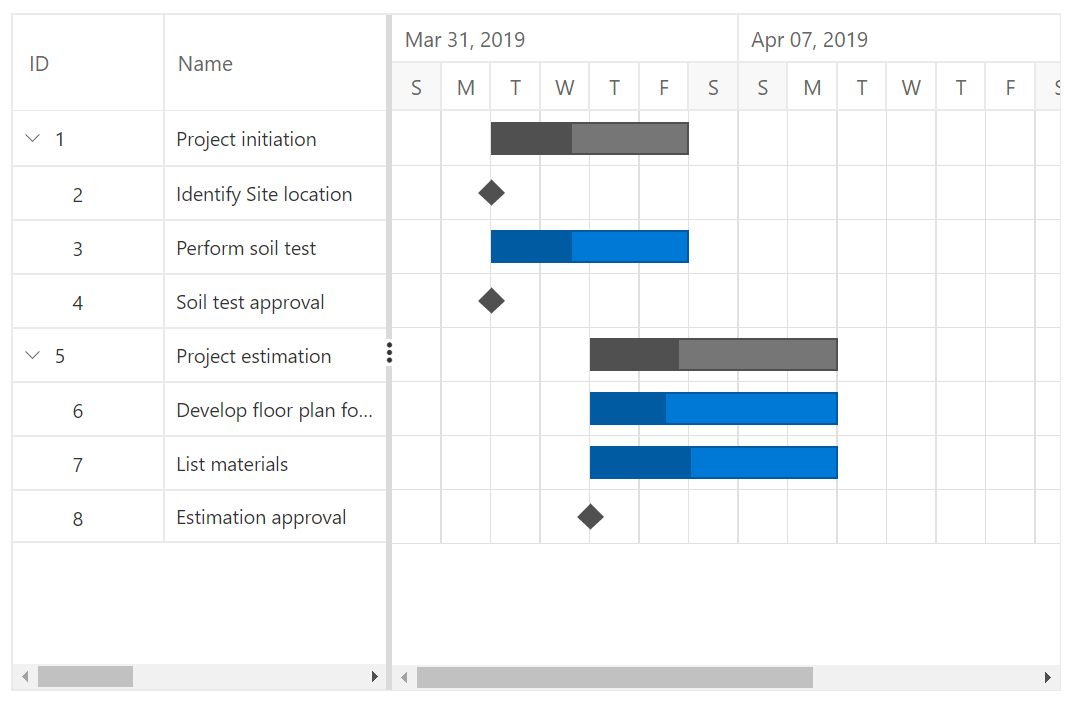 ID Name Mar 31, 2019 Apr 07, 2019
S M T W T F S S M T W T F S
1 Project initiation
2 Identify Site location
3 Perform soil test
4 Soil test approval
5 Project estimation
6 Develop floor plan fo...
7 List materials
8 Estimation approval